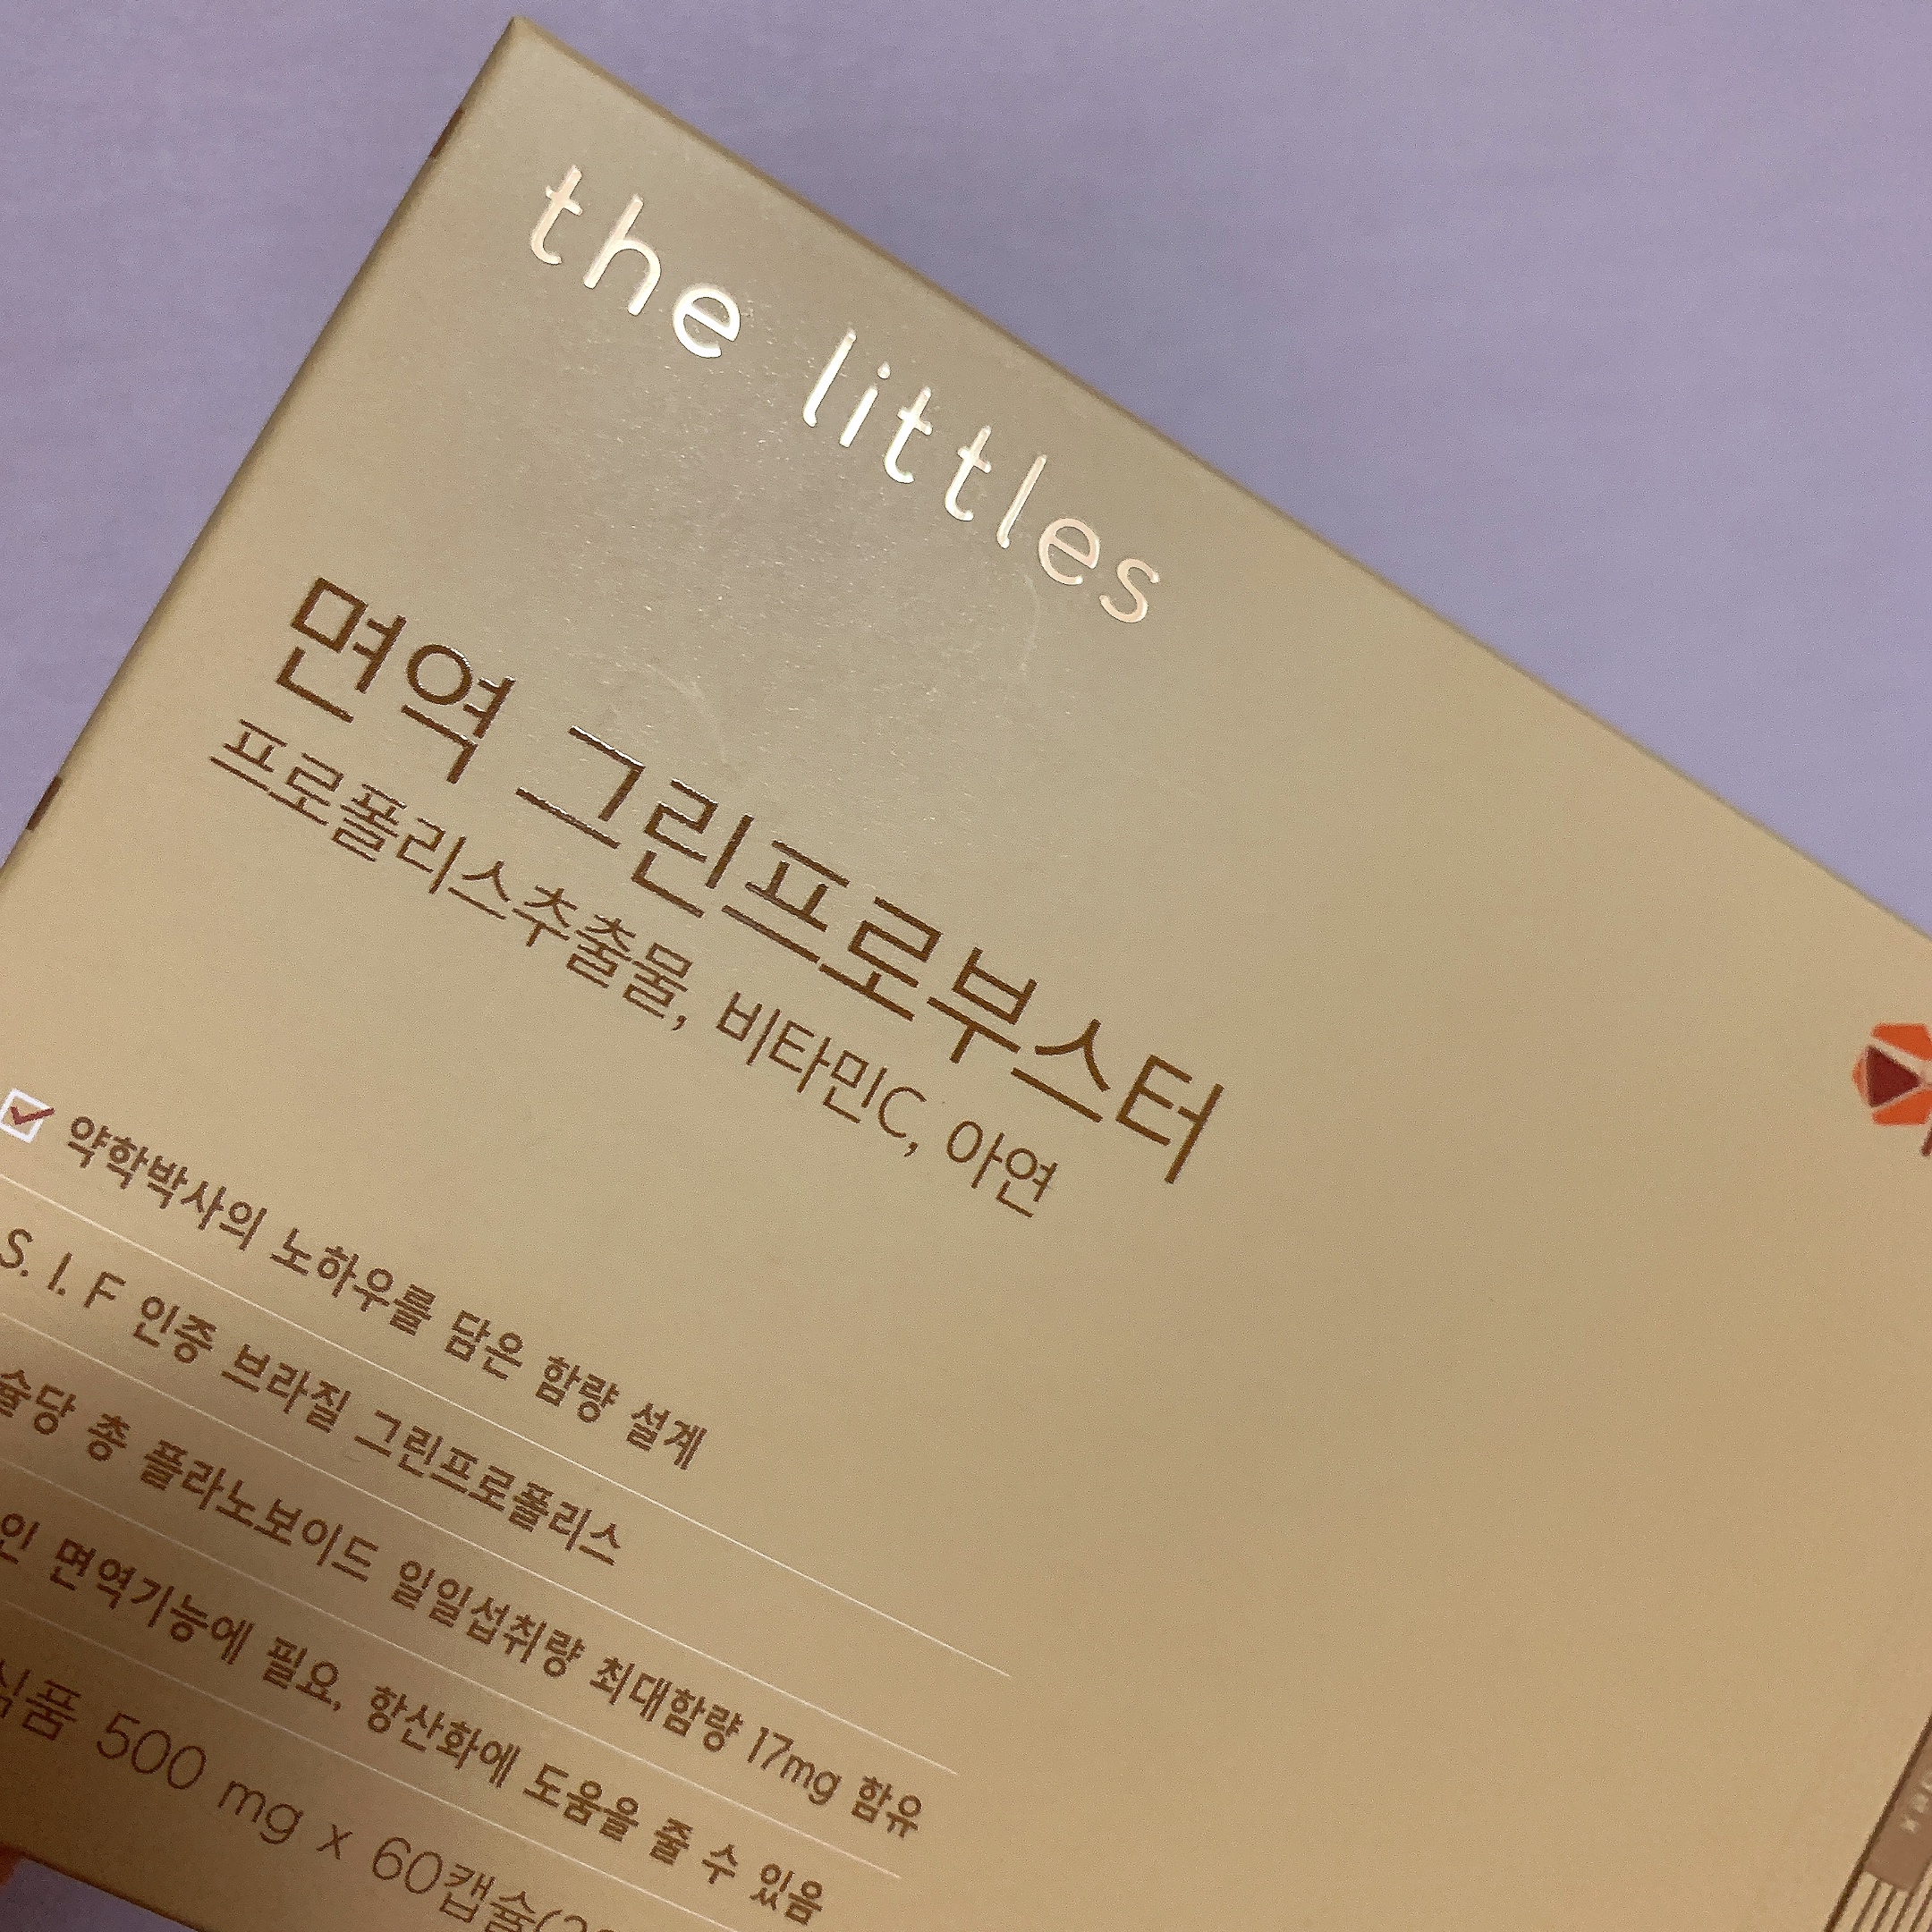 the littles
면역 그린프로부스터
프로폴리스추출물, 비타민C, 아연
약학박사의 노하우를 담은 함량 설계
S. I. F 인증 브라질 그린프로폴리스
총 플라노보이드 일일섭취량 최대함량 17mg 함유
면역기능에 필요, 항산화에 도움을 줄 수 있음
500 mg x 60캡슐